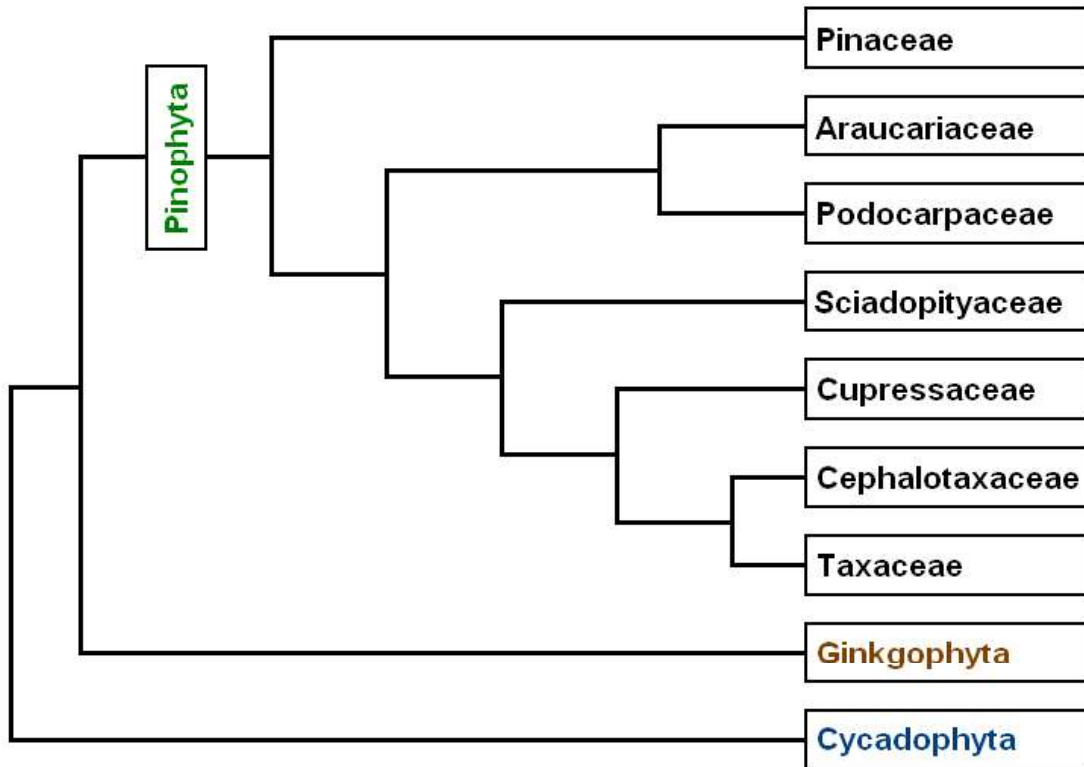 Pinophyta
Pinaceae
Araucariaceae
Podocarpaceae
Sciadopityaceae
Cupressaceae
Cephalotaxaceae
Taxaceae
Ginkgophyta
Cycadophyta